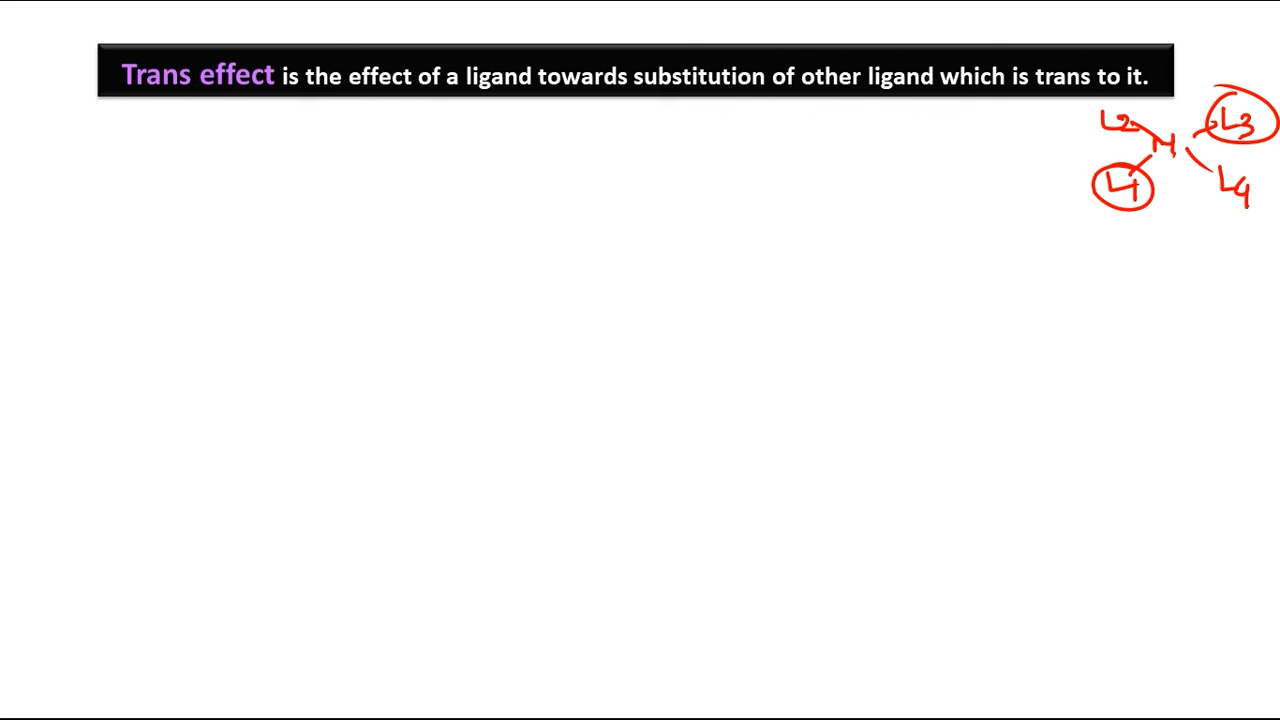 Trans effect is the effect of a ligand towards substitution of other ligand which is trans to it.
L2 L3
M
L1 L4